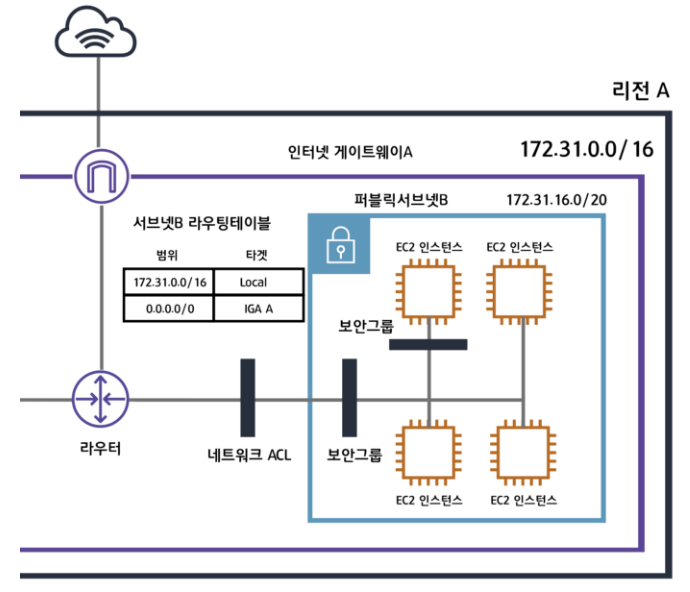 리전 A
인터넷 게이트웨이A
172.31.0.0/ 16
퍼블릭서브넷B
172.31.16.0/20
서브넷B 라우팅테이블
범위 타겟
172.31.0.0/ 16 Local
0.0.0.0/0 IGA A
EC2 인스턴스
EC2 인스턴스
보안그룹
라우터
네트워크 ACL
보안그룹
EC2 인스턴스
EC2 인스턴스